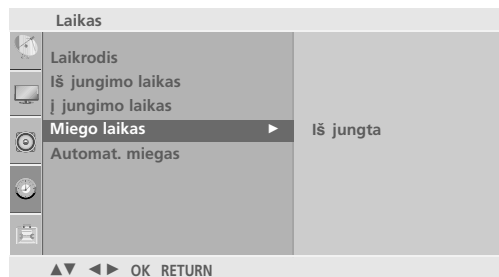 Laikas
Laikrodis
Iš jungimo laikas
į jungimo laikas
Miego laikas ► Iš jungta
Automat. miegas
▲▼ ◄► OK RETURN